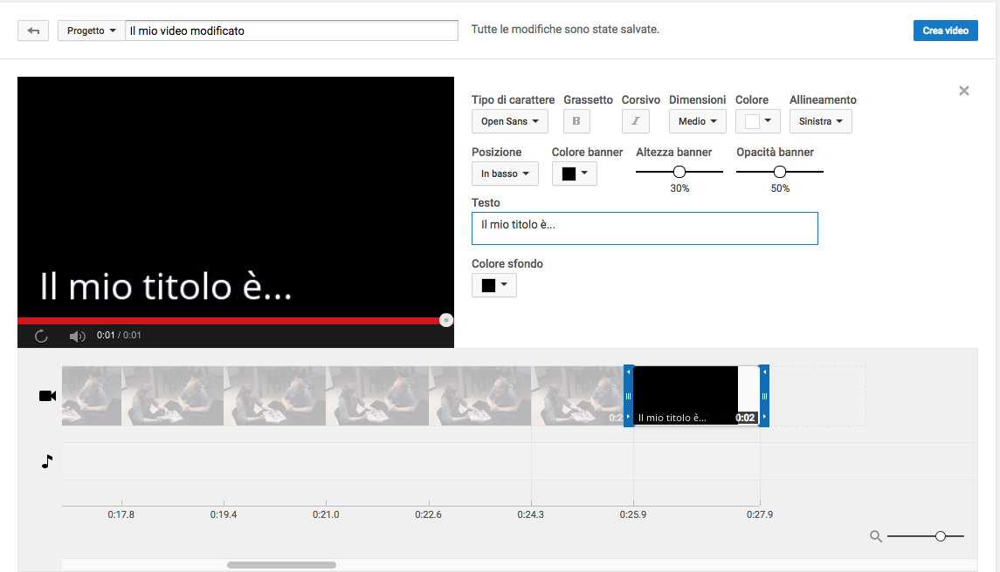 Progetto Il mio video modificato Tutte le modifiche sono state salvate. Crea video
Tipo di carattere Grassetto Corsivo Dimensioni Colore Allineamento
Open Sans B I Medio Sinistra
Posizione Colore banner Altezza banner Opacità banner
In basso
30% 50%
Testo
Il mio titolo è...
Colore sfondo
Il mio titolo è...
0:01 / 0:01
0:2
Il mio titolo è... 0:02
0:17.8 0:19.4 0:21.0 0:22.6 0:24.3 0:25.9 0:27.9